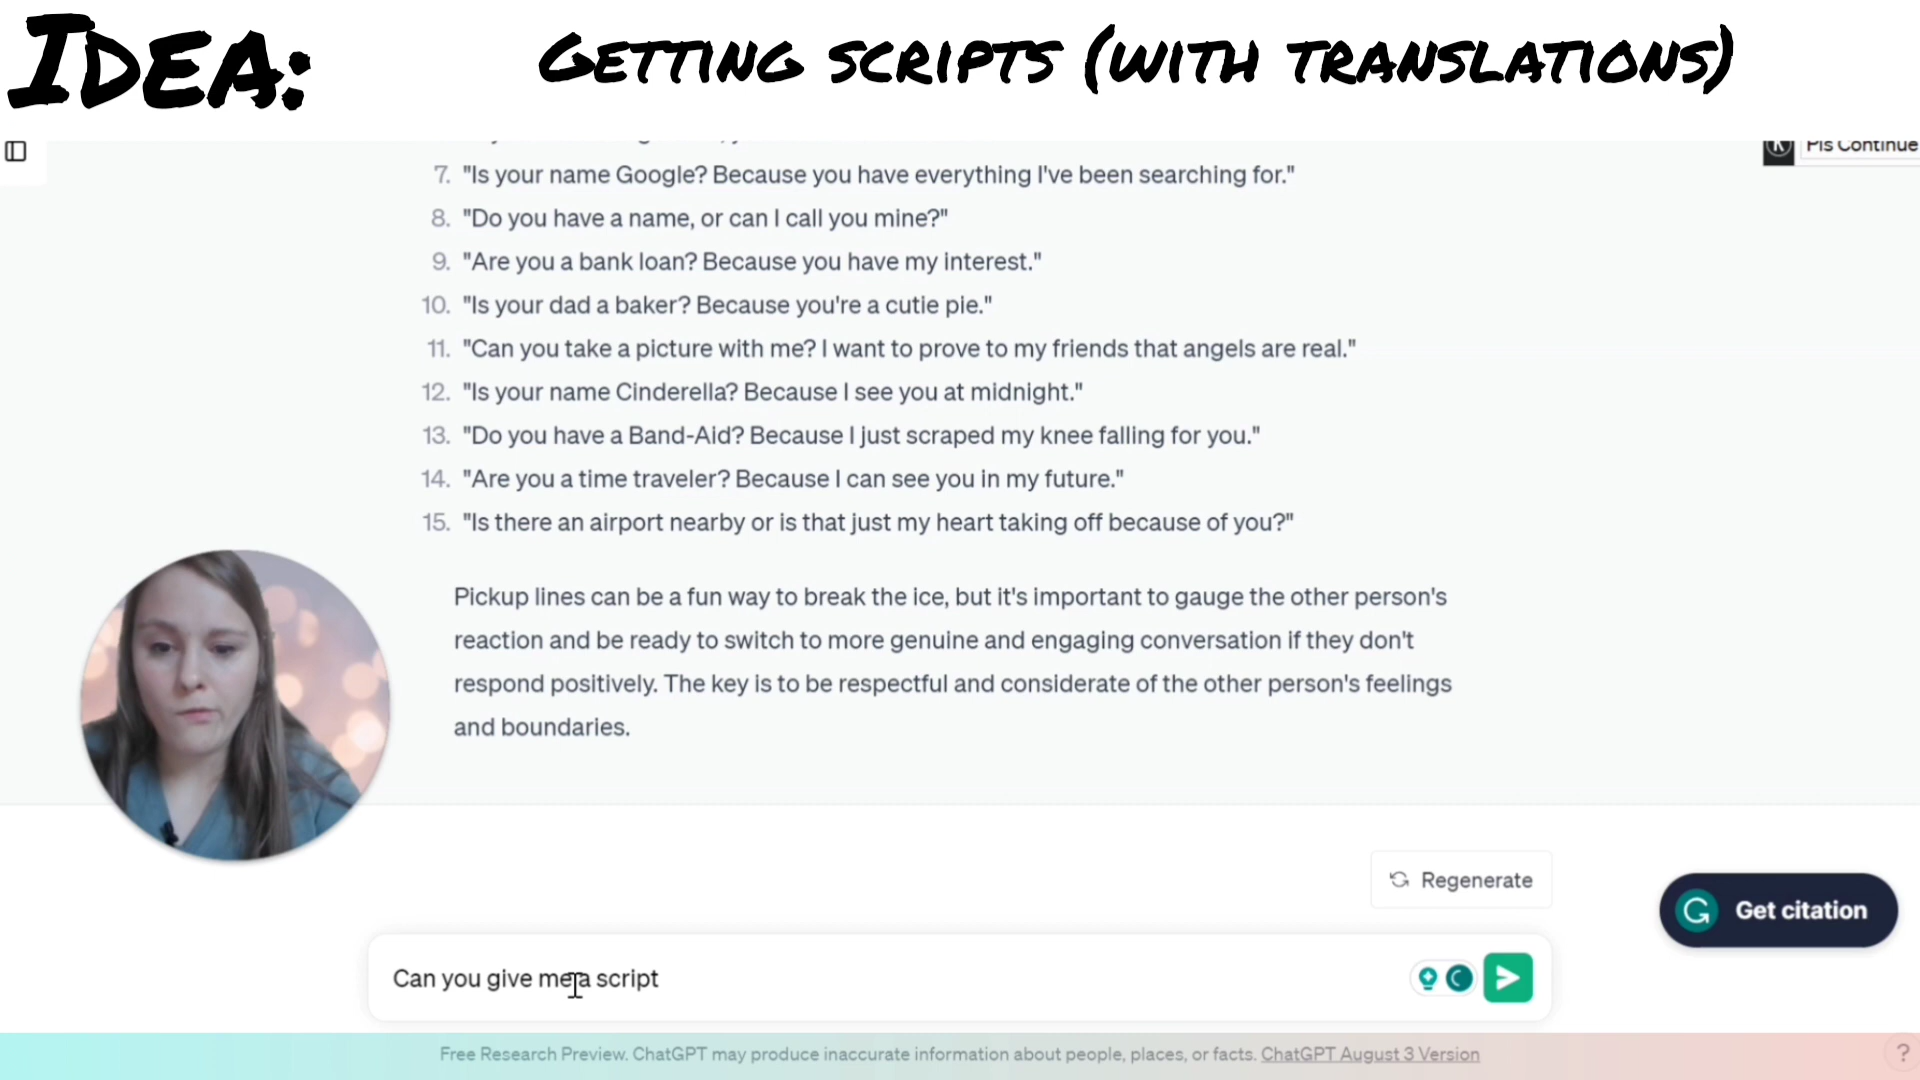 IDEA:
GETTING SCRIPTS (WITH TRANSLATIONS)
Pls Continue
7. "Is your name Google? Because you have everything I've been searching for."
8. "Do you have a name, or can I call you mine?"
9. "Are you a bank loan? Because you have my interest."
10. "Is your dad a baker? Because you're a cutie pie."
11. "Can you take a picture with me? I want to prove to my friends that angels are real."
12. "Is your name Cinderella? Because I see you at midnight."
13. "Do you have a Band-Aid? Because I just scraped my knee falling for you."
14. "Are you a time traveler? Because I can see you in my future."
15. "Is there an airport nearby or is that just my heart taking off because of you?"
Pickup lines can be a fun way to break the ice, but it's important to gauge the other person's
reaction and be ready to switch to more genuine and engaging conversation if they don't
respond positively. The key is to be respectful and considerate of the other person's feelings
and boundaries.
Regenerate
Get citation
Can you give me a script
Free Research Preview. ChatGPT may produce inaccurate information about people, places, or facts. ChatGPT August 3 Version
?